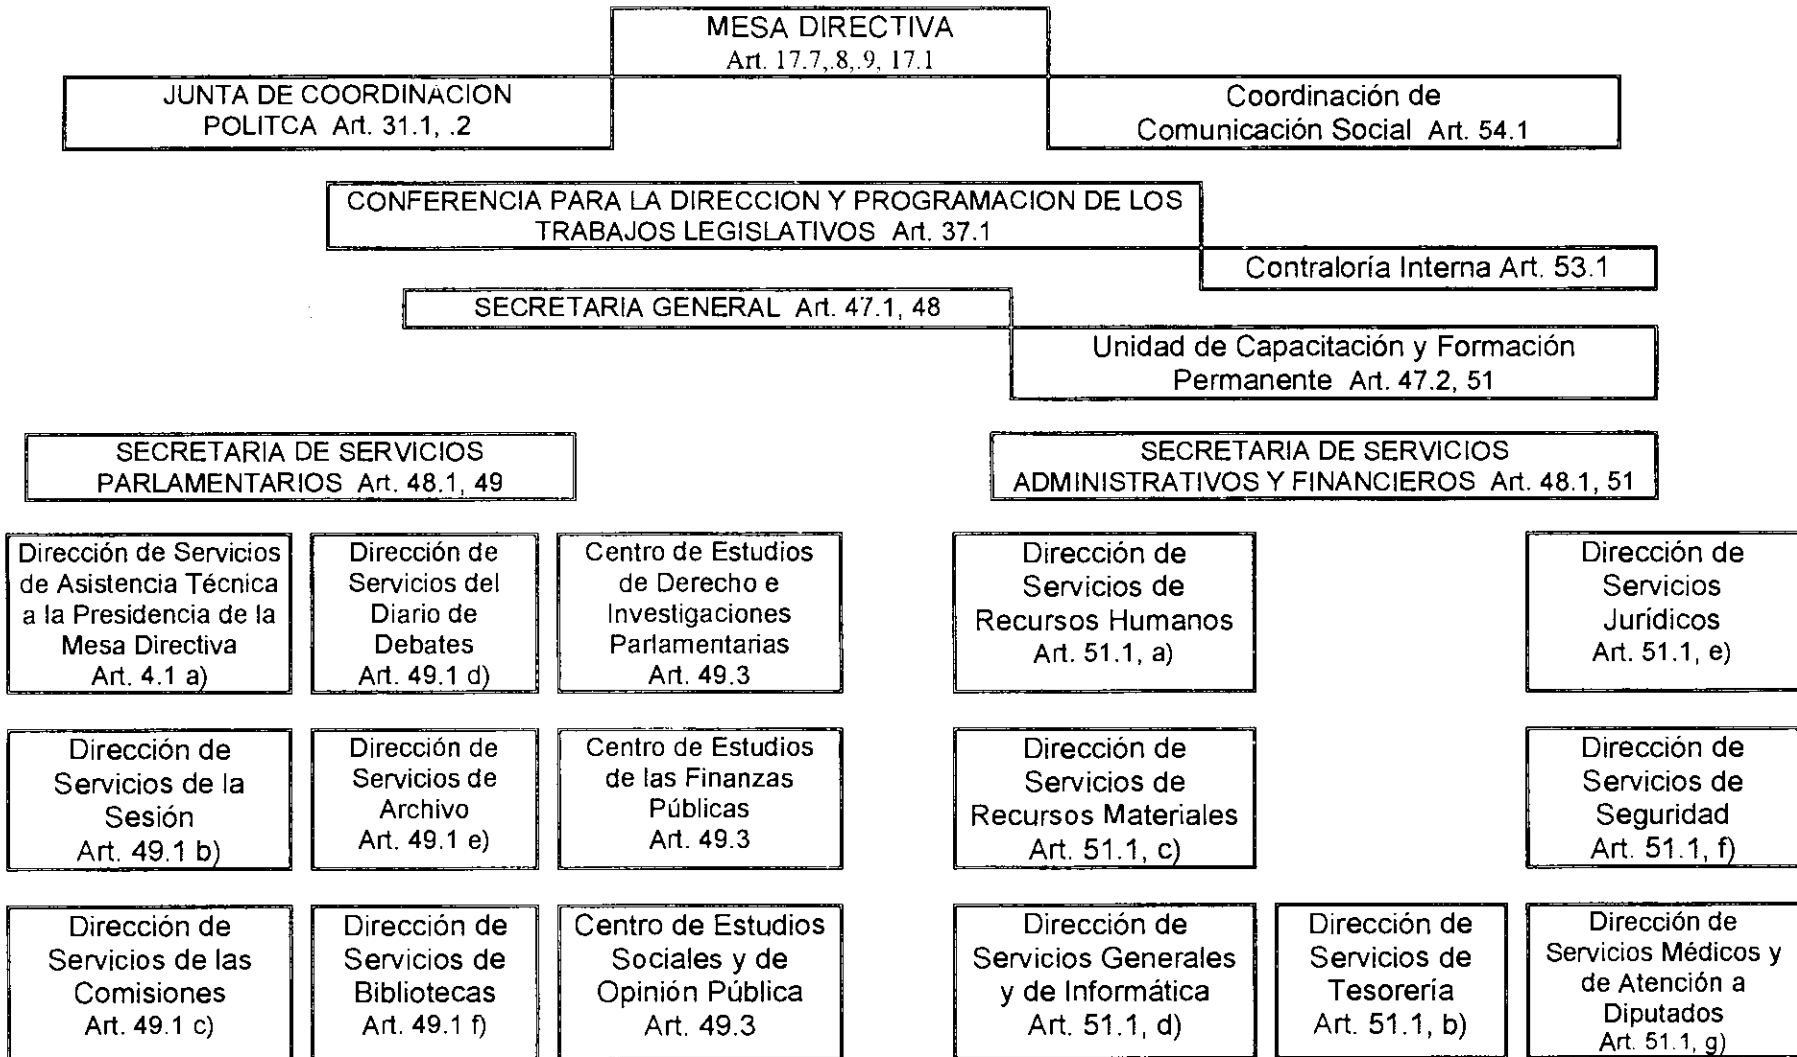 MESA DIRECTIVA
Art. 17.7,.8,.9, 17.1
JUNTA DE COORDINACION
POLITCA Art. 31.1, .2
Coordinación de
Comunicación Social Art. 54.1
CONFERENCIA PARA LA DIRECCION Y PROGRAMACION DE LOS
TRABAJOS LEGISLATIVOS Art. 37.1
Contraloría Interna Art. 53.1
SECRETARIA GENERAL Art. 47.1, 48
Unidad de Capacitación y Formación
Permanente Art. 47.2, 51
SECRETARIA DE SERVICIOS
PARLAMENTARIOS Art. 48.1, 49
SECRETARIA DE SERVICIOS
ADMINISTRATIVOS Y FINANCIEROS Art. 48.1, 51
Dirección de Servicios
de Asistencia Técnica
a la Presidencia de la
Mesa Directiva
Art. 4.1 a)
Dirección de
Servicios del
Diario de
Debates
Art. 49.1 d)
Centro de Estudios
de Derecho e
Investigaciones
Parlamentarias
Art. 49.3
Dirección de
Servicios de
Recursos Humanos
Art. 51.1, a)
Dirección de
Servicios
Jurídicos
Art. 51.1, e)
Dirección de
Servicios de la
Sesión
Art. 49.1 b)
Dirección de
Servicios de
Archivo
Art. 49.1 e)
Centro de Estudios
de las Finanzas
Públicas
Art. 49.3
Dirección de
Servicios de
Recursos Materiales
Art. 51.1, c)
Dirección de
Servicios de
Seguridad
Art. 51.1, f)
Dirección de
Servicios de las
Comisiones
Art. 49.1 c)
Dirección de
Servicios de
Bibliotecas
Art. 49.1 f)
Centro de Estudios
Sociales y de
Opinión Pública
Art. 49.3
Dirección de
Servicios Generales
y de Informática
Art. 51.1, d)
Dirección de
Servicios de
Tesorería
Art. 51.1, b)
Dirección de
Servicios Médicos y
de Atención a
Diputados
Art. 51.1, g)